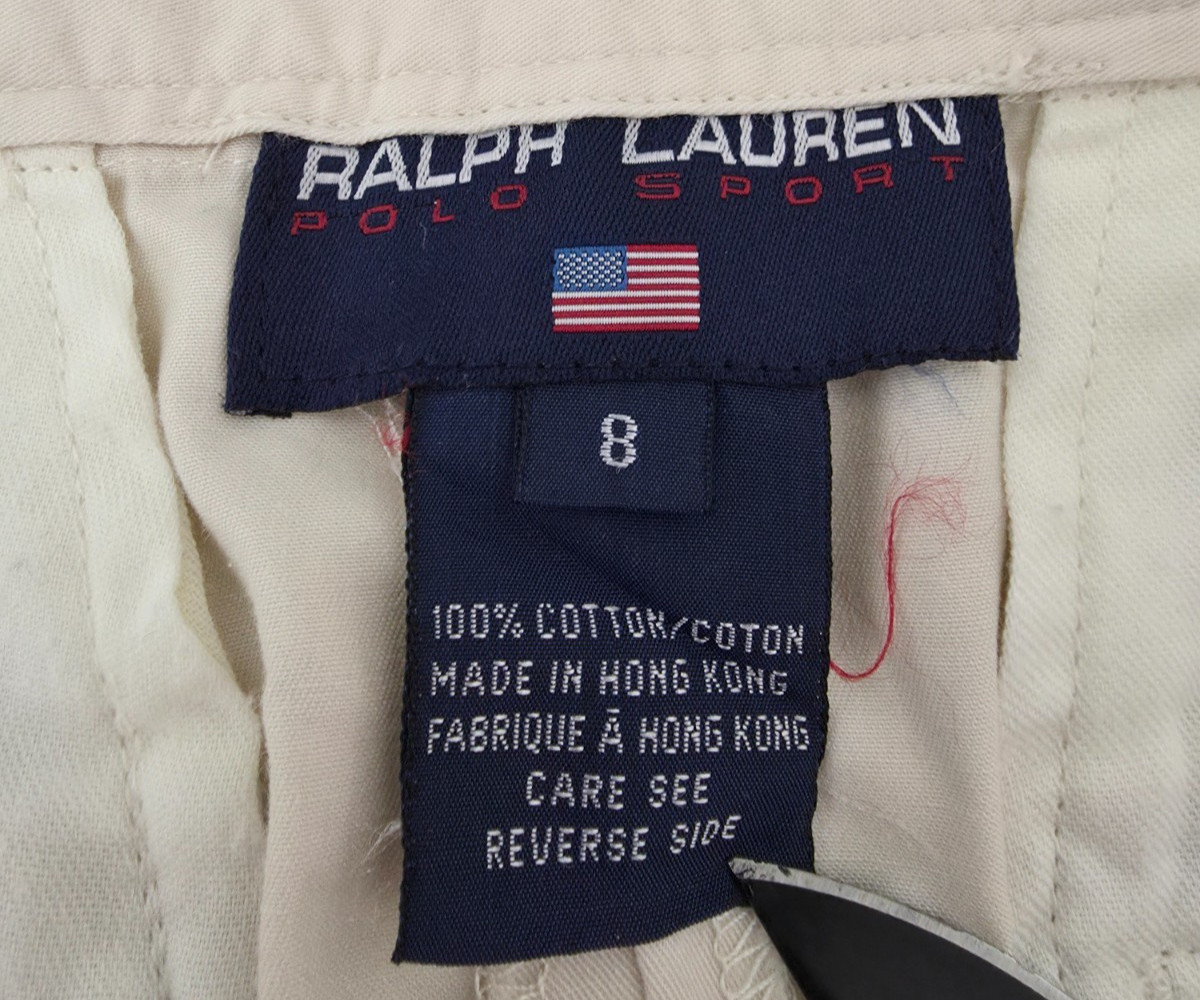 RALPH LAUREN
POLO SPORT
8
100% COTTON/COTON
MADE IN HONG KONG
FABRIQUE Ā HONG KONG
CARE SEE
REVERSE SIDE